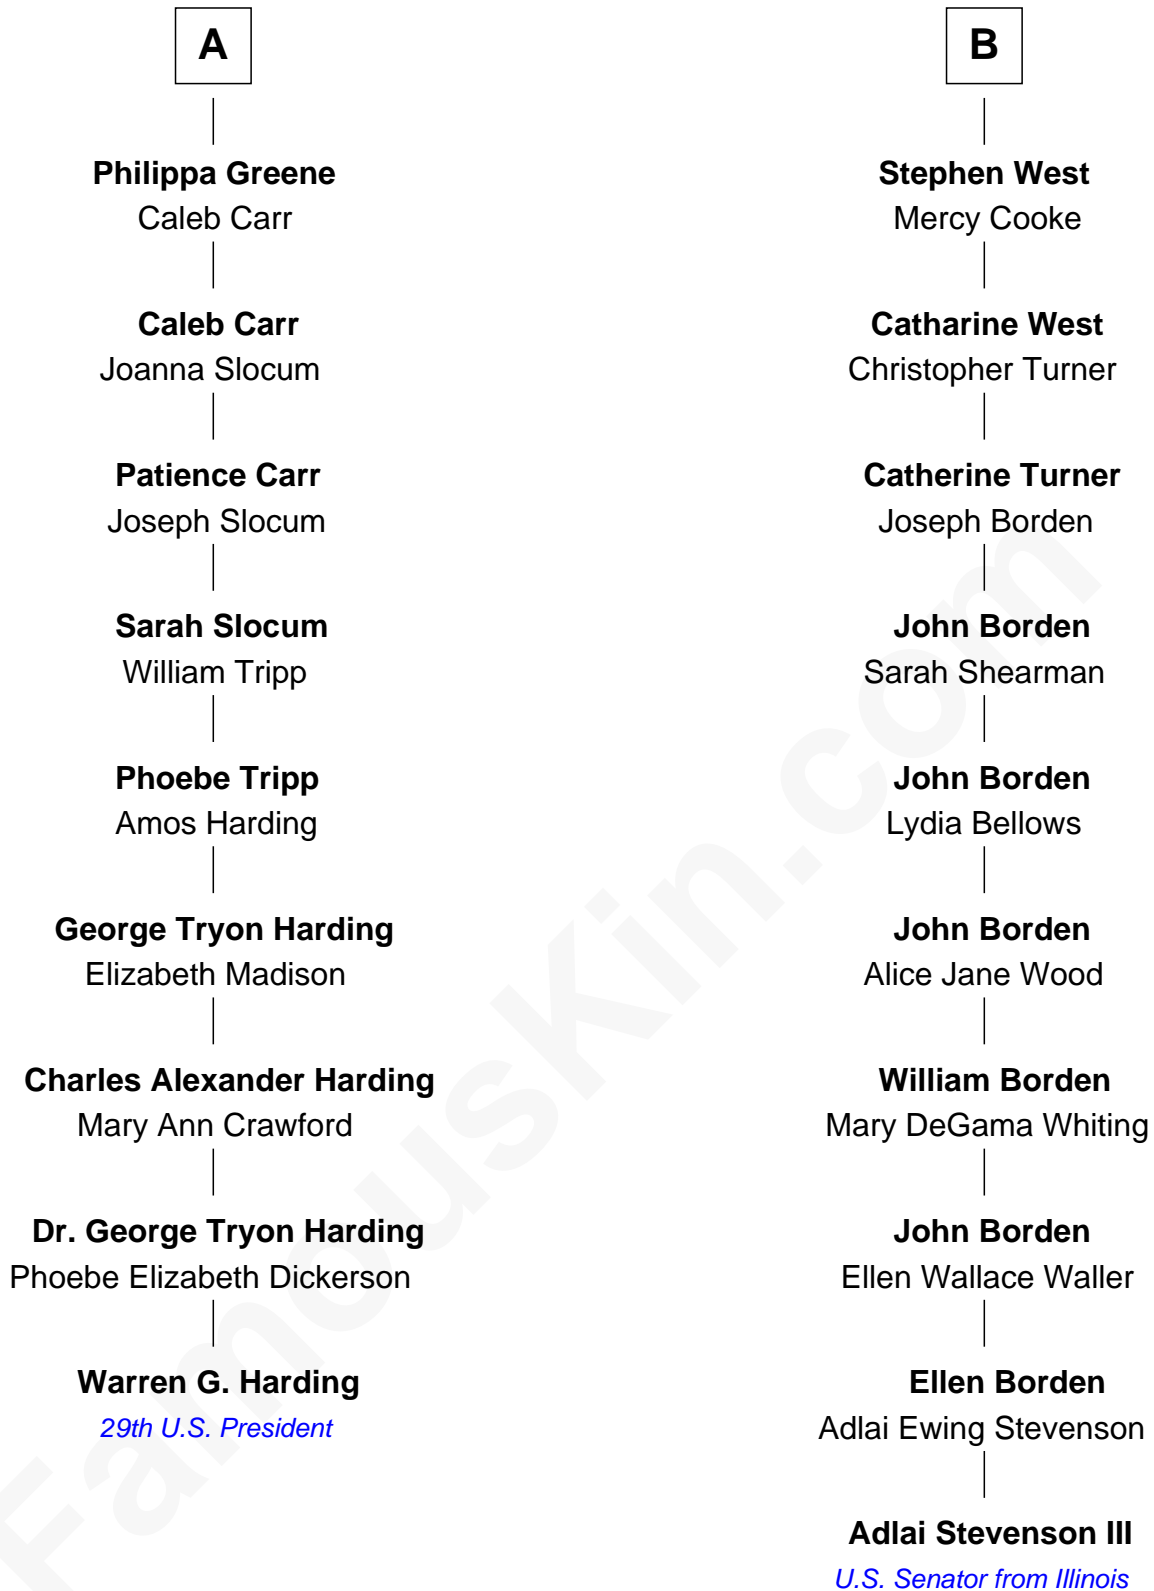 A
Philippa Greene
Caleb Carr
Caleb Carr
Joanna Slocum
Patience Carr
Joseph Slocum
Sarah Slocum
William Tripp
Phoebe Tripp
Amos Harding
George Tryon Harding
Elizabeth Madison
Charles Alexander Harding
Mary Ann Crawford
Dr. George Tryon Harding
Phoebe Elizabeth Dickerson
Warren G. Harding
29th U.S. President
B
Stephen West
Mercy Cooke
Catharine West
Christopher Turner
Catherine Turner
Joseph Borden
John Borden
Sarah Shearman
John Borden
Lydia Bellows
John Borden
Alice Jane Wood
William Borden
Mary DeGama Whiting
John Borden
Ellen Wallace Waller
Ellen Borden
Adlai Ewing Stevenson
Adlai Stevenson III
U.S. Senator from Illinois
FamousKin.com